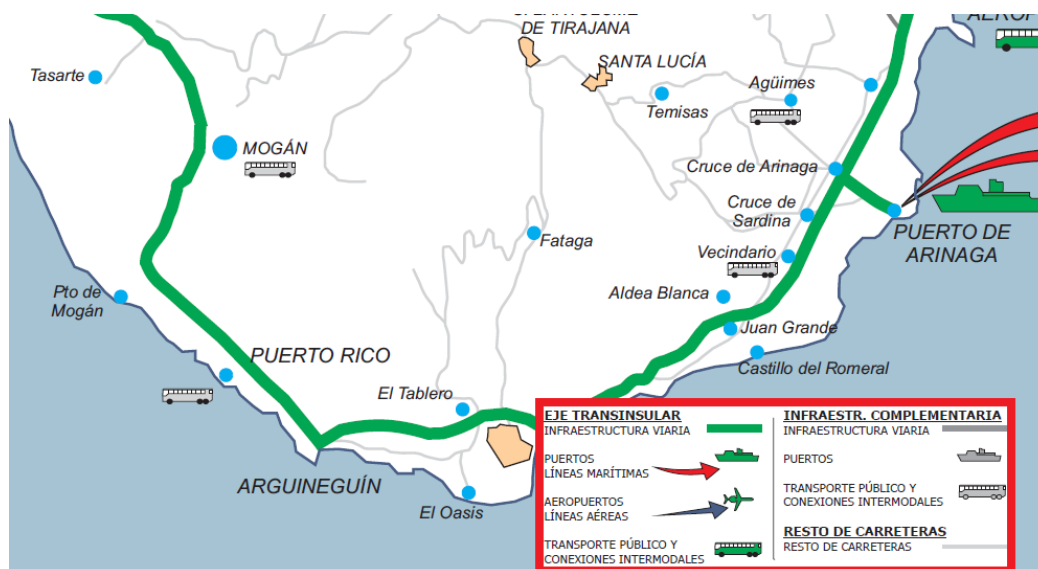 DE TIRAJANA
SANTA LUCÍA
Tasarte
Agüimes
Temisas
MOGÁN
Cruce de Arinaga
Cruce de
Sardina
PUERTO DE
ARINAGA
Fataga
Vecindario
Pto de
Mogán
Aldea Blanca
Juan Grande
PUERTO RICO
Castillo del Romeral
El Tablero
ARGUINEGUÍN
El Oasis
EJE TRANSINSULAR
INFRAESTRUCTURA VIARIA
PUERTOS
LÍNEAS MARÍTIMAS
AEROPUERTOS
LÍNEAS AÉREAS
TRANSPORTE PÚBLICO Y
CONEXIONES INTERMODALES
INFRAESTR. COMPLEMENTARIA
INFRAESTRUCTURA VIARIA
PUERTOS
TRANSPORTE PÚBLICO Y
CONEXIONES INTERMODALES
RESTO DE CARRETERAS
RESTO DE CARRETERAS